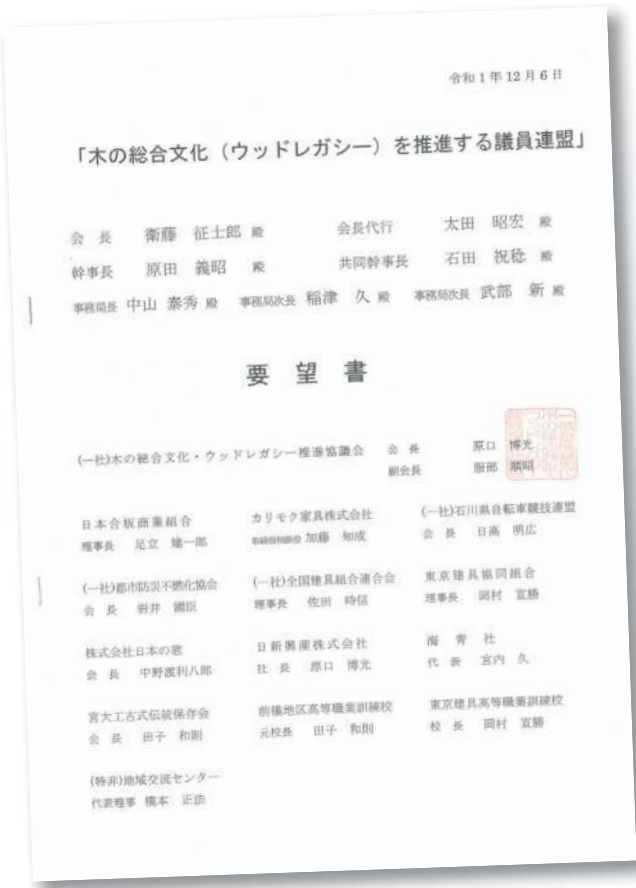 令和1年12月6日
「木の総合文化（ウッドレガシー）を推進する議員連盟」
会 長 衛藤 征士郎 殿 会長代行 太田 昭宏 殿
幹事長 原田 義昭 殿 共同幹事長 石田 祝稔 殿
事務局長 中山 泰秀 殿 事務局次長 稲津 久 殿 事務局次長 武部 新 殿
要 望 書
(一社)木の総合文化・ウッドレガシー推進協議会 会 長 原口 博光
副会長 服部 順昭
日本合板商業組合 カリモク家具株式会社 (一社)石川県自転車競技連盟
理事長 足立 建一郎 加藤 知成 会 長 日高 明広
(一社)都市防災不燃化協会 (一社)全国建具組合連合会 東京建具協同組合
会 長 岩井 國臣 理事長 佐田 時信 理事長 岡村 宜勝
株式会社日本の窓 日新興産株式会社 海 青 社
会 長 中野渡利八郎 社 長 原口 博光 代 表 宮内 久
宮大工古式伝統保存会 前橋地区高等職業訓練校 東京建具高等職業訓練校
会 長 田子 和則 元校長 田子 和則 校 長 岡村 宜勝
(特非)地域交流センター
代表理事 橋本 正法